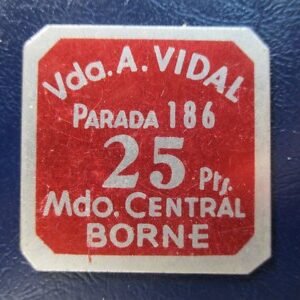 Vda. A. VIDAL
PARADA 186
25 Pts.
Mdo. CENTRAL
BORNE